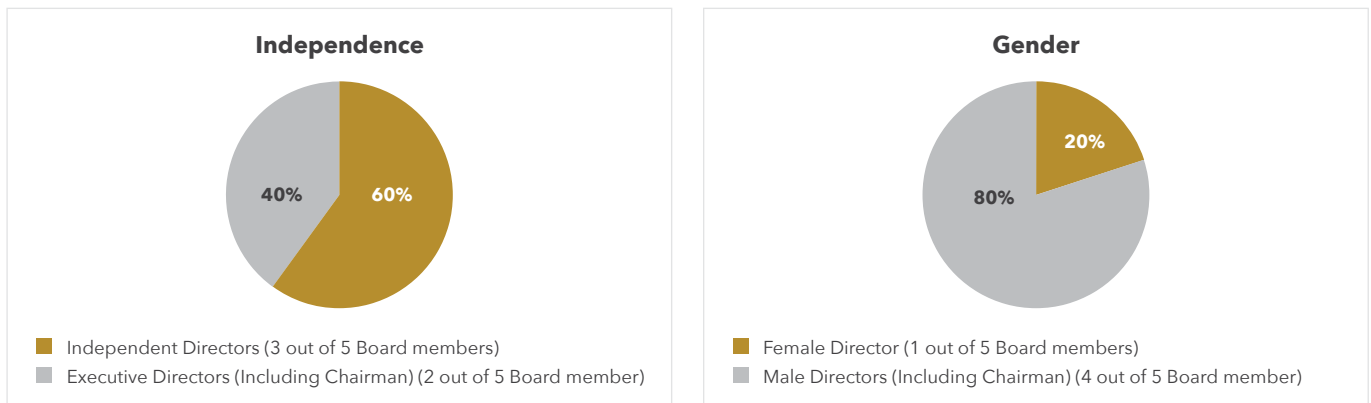 Independence
40%
60%
Independent Directors (3 out of 5 Board members)
Executive Directors (Including Chairman) (2 out of 5 Board member)
Gender
20%
80%
Female Director (1 out of 5 Board members)
Male Directors (Including Chairman) (4 out of 5 Board member)